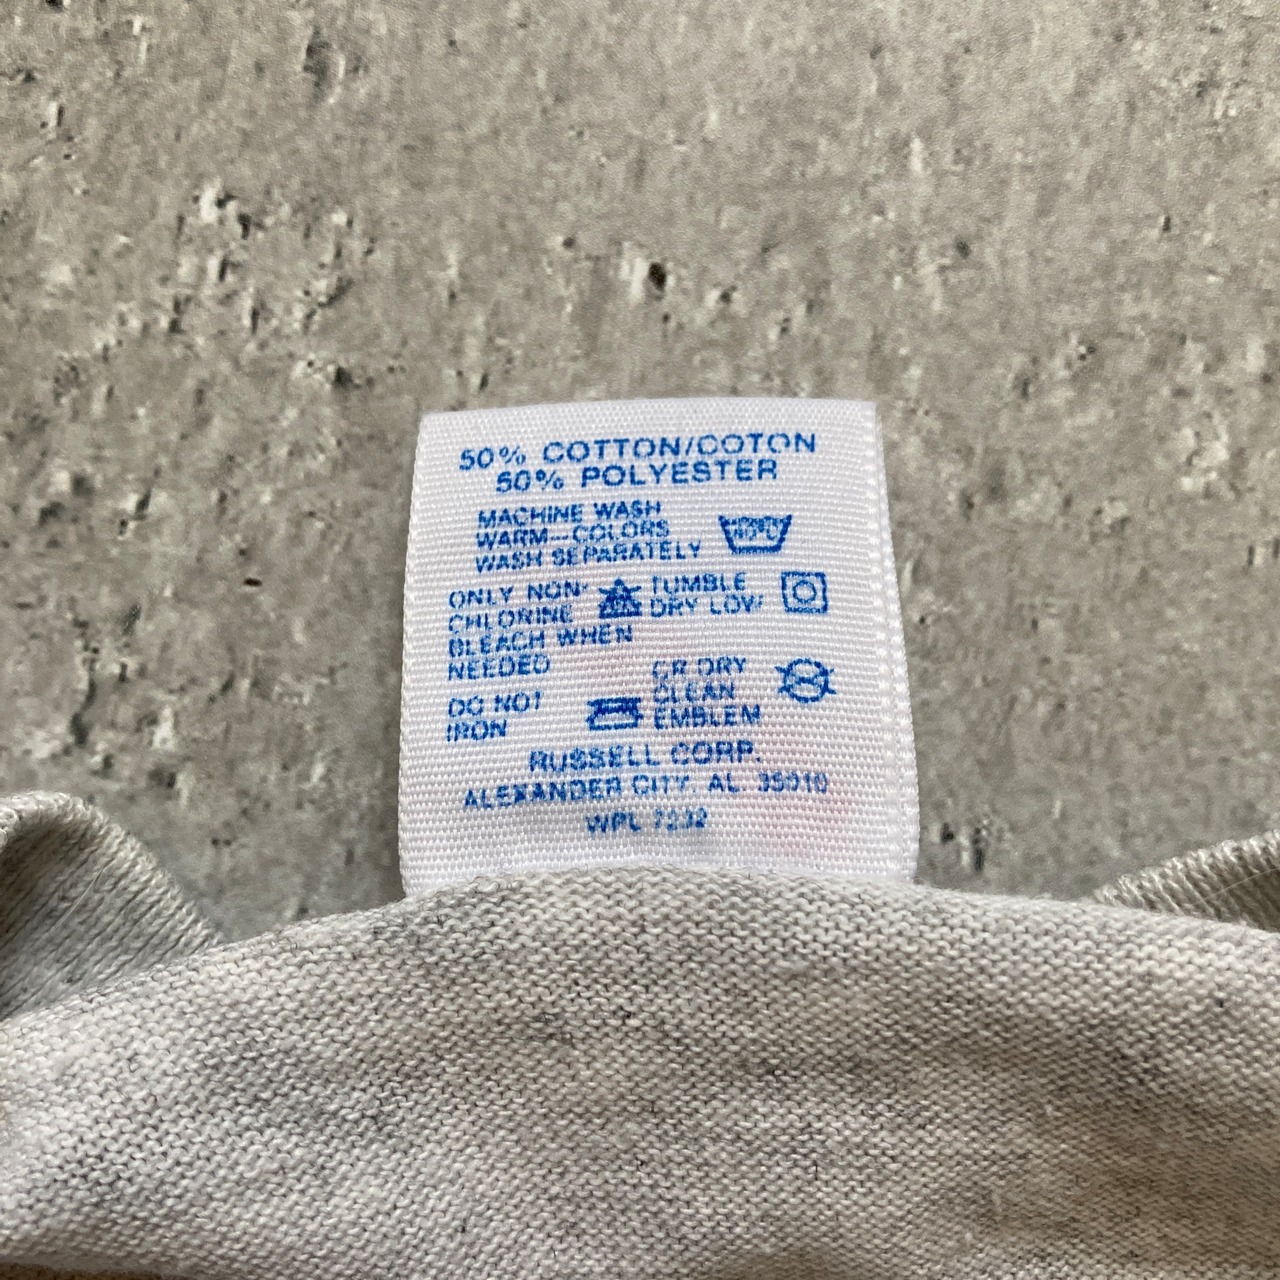 50% COTTON/COTON
50% POLYESTER
MACHINE WASH
WARM—COLORS
WASH SEPARATELY
40°C
ONLY NON-
CHLORINE
BLEACH WHEN
NEEDED
TUMBLE
DRY LOW
DO NOT
IRON
OR DRY
CLEAN
EMBLEM
RUSSELL CORP.
ALEXANDER CITY, AL 35010
WPL 7232